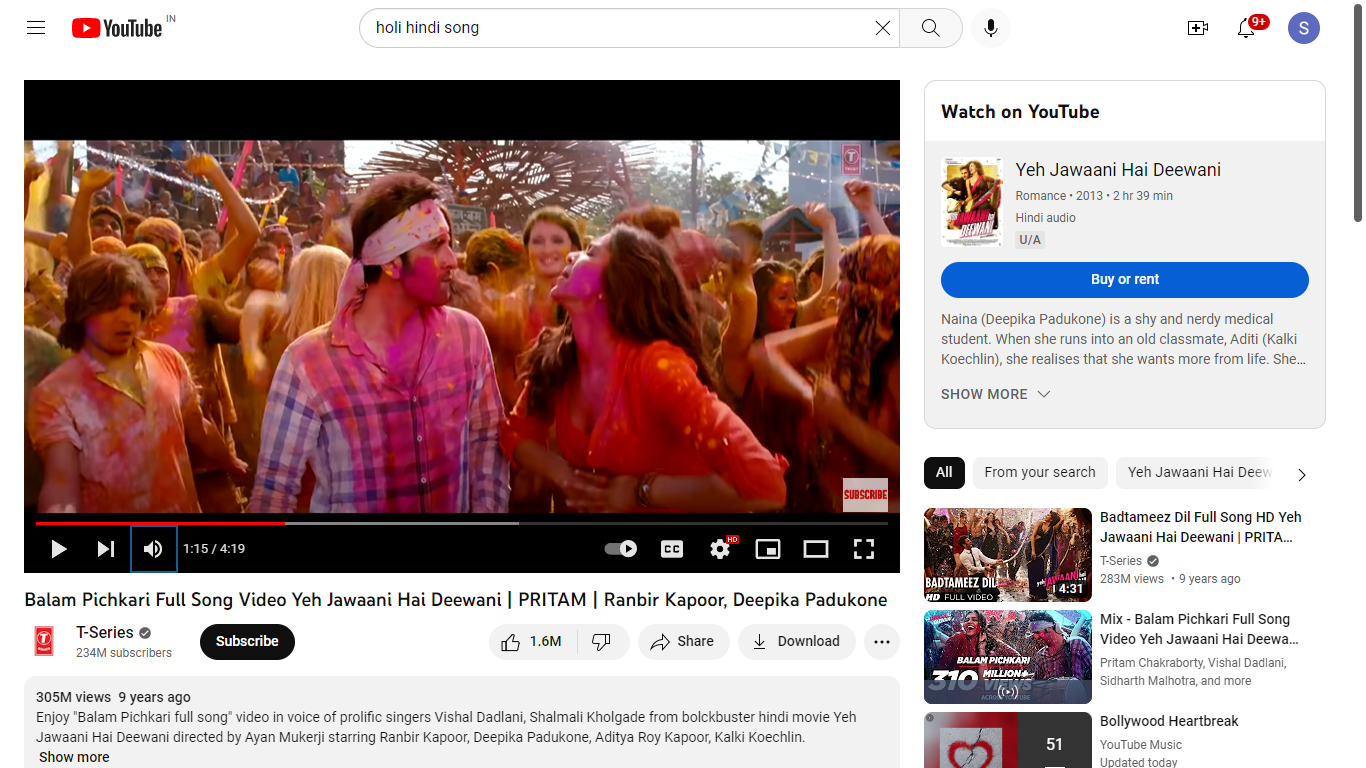 YouTube IN
holi hindi song
9+
S
T
SUBSCRIBE
1:15 / 4:19
CC
HD
Balam Pichkari Full Song Video Yeh Jawaani Hai Deewani | PRITAM | Ranbir Kapoor, Deepika Padukone
T-Series
234M subscribers
Subscribe
1.6M
Share
Download
305M views 9 years ago
Enjoy "Balam Pichkari full song" video in voice of prolific singers Vishal Dadlani, Shalmali Kholgade from bolckbuster hindi movie Yeh
Jawaani Hai Deewani directed by Ayan Mukerji starring Ranbir Kapoor, Deepika Padukone, Aditya Roy Kapoor, Kalki Koechlin.
Show more
Watch on YouTube
JAWAANI
DEEWANI
Yeh Jawaani Hai Deewani
Romance • 2013 • 2 hr 39 min
Hindi audio
U/A
Buy or rent
Naina (Deepika Padukone) is a shy and nerdy medical
student. When she runs into an old classmate, Aditi (Kalki
Koechlin), she realises that she wants more from life. She...
SHOW MORE
All
From your search
Yeh Jawaani Hai Deew
BADTAMEEZ DIL
HD FULL VIDEO
4:31
Badtameez Dil Full Song HD Yeh
Jawaani Hai Deewani | PRITA...
T-Series
283M views • 9 years ago
BALAM PICHKARI
310 MILLION+
VIEWS
ACROSS YOUTUBE
Mix - Balam Pichkari Full Song
Video Yeh Jawaani Hai Deewa...
Pritam Chakraborty, Vishal Dadlani,
Sidharth Malhotra, and more
51
Bollywood Heartbreak
YouTube Music
Updated today